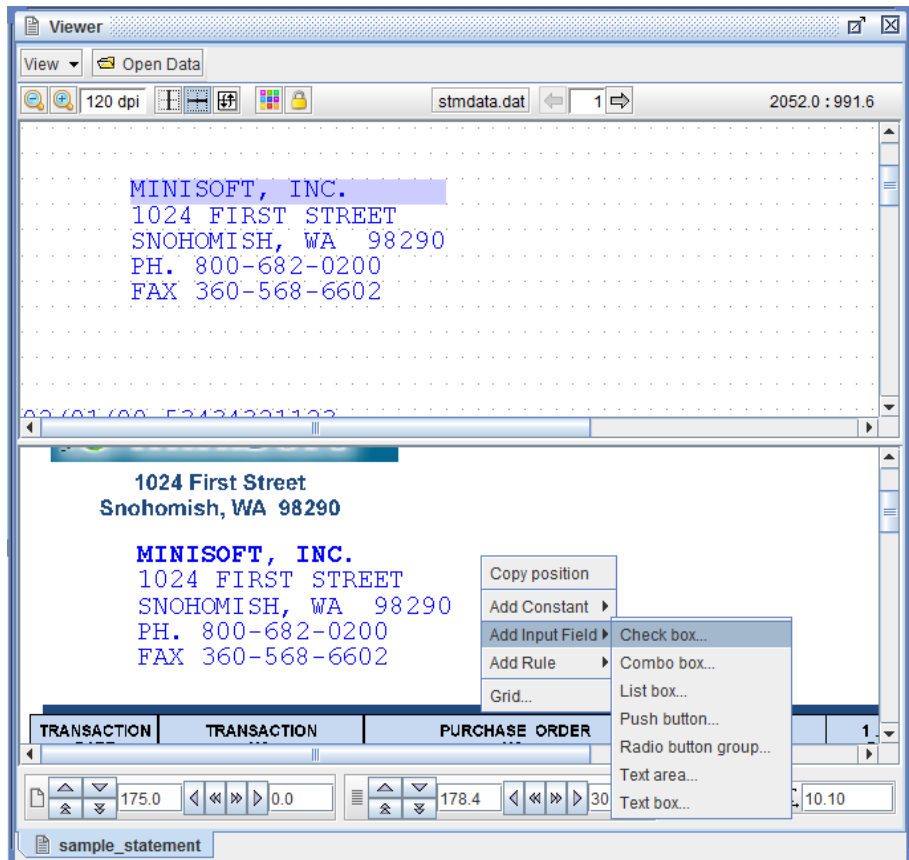 Viewer
View Open Data
120 dpi stmdata.dat 1 2052.0 : 991.6
MINISOFT, INC.
1024 FIRST STREET
SNOHOMISH, WA 98290
PH. 800-682-0200
FAX 360-568-6602
1024 First Street
Snohomish, WA 98290
MINISOFT, INC.
1024 FIRST STREET
SNOHOMISH, WA 98290
PH. 800-682-0200
FAX 360-568-6602
Copy position
Add Constant
Add Input Field
Add Rule
Grid...
Check box...
Combo box...
List box...
Push button...
Radio button group...
Text area...
Text box...
TRANSACTION TRANSACTION PURCHASE ORDER 1
175.0 0.0 178.4 30 10.10
sample_statement